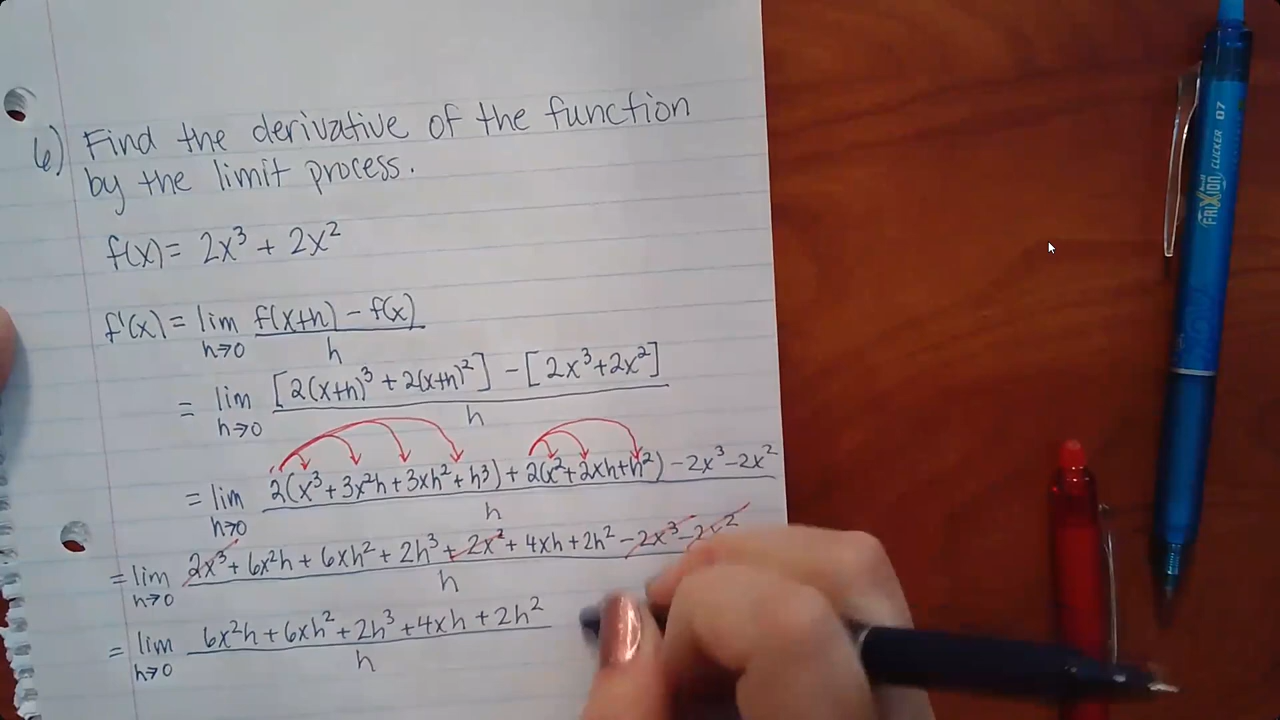 6) Find the derivative of the function
by the limit process.
f(x) = 2x³ + 2x²
f'(x) = lim f(x+h) - f(x)
h→0 h
= lim [2(x+h)³ + 2(x+h)²] - [2x³+2x²]
h→0 h
= lim 2(x³+3x²h+3xh²+h³) + 2(x²+2xh+h²) - 2x³-2x²
h→0 h
= lim 2x³ + 6x²h + 6xh² + 2h³ + 2x² + 4xh + 2h² - 2x³ - 2x²
h→0 h
= lim 6x²h + 6xh² + 2h³ + 4xh + 2h²
h→0 h
FRIXION CLICKER 07